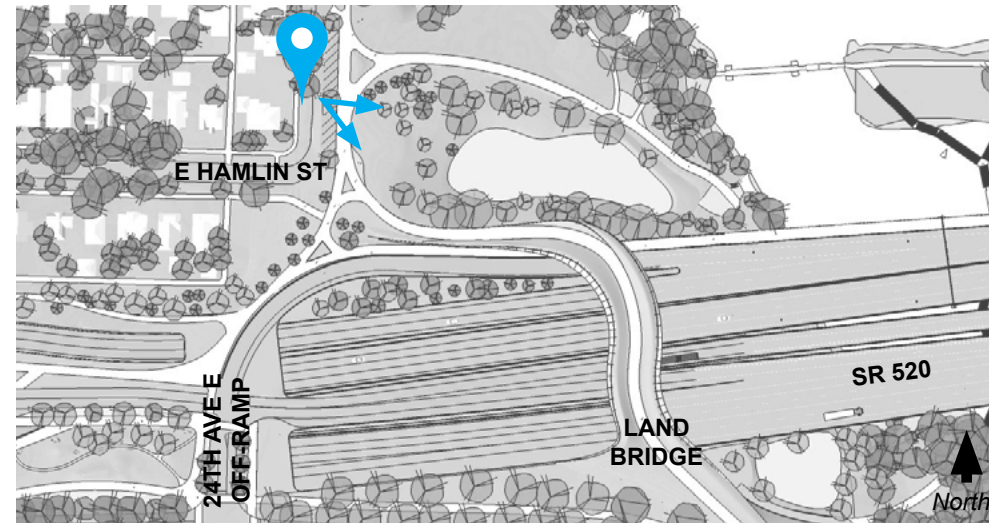 E HAMLIN ST
SR 520
24TH AVE E
OFF-RAMP
LAND
BRIDGE
North